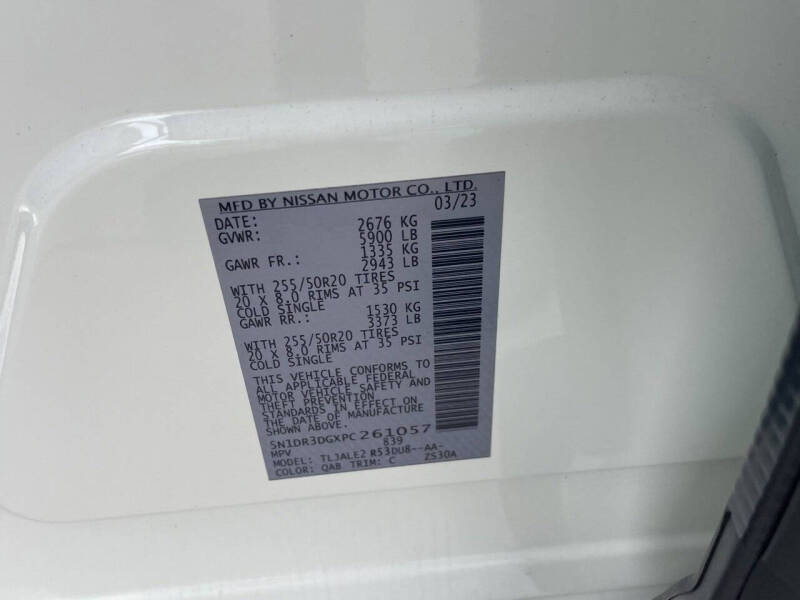 MFD BY NISSAN MOTOR CO., LTD.
DATE: 03/23
GVWR: 2676 KG
5900 LB
GAWR FR.: 1335 KG
2943 LB
WITH 255/50R20 TIRES
20 X 8.0 RIMS AT 35 PSI
COLD SINGLE
GAWR RR.: 1530 KG
3373 LB
WITH 255/50R20 TIRES
20 X 8.0 RIMS AT 35 PSI
COLD SINGLE
THIS VEHICLE CONFORMS TO
ALL APPLICABLE FEDERAL
MOTOR VEHICLE SAFETY AND
THEFT PREVENTION
STANDARDS IN EFFECT ON
THE DATE OF MANUFACTURE
SHOWN ABOVE.
5N1DR3DGXPC261057
MPV 839
MODEL: TLJALE2 R53DU8--AA-
COLOR: QAB TRIM: C ZS30A